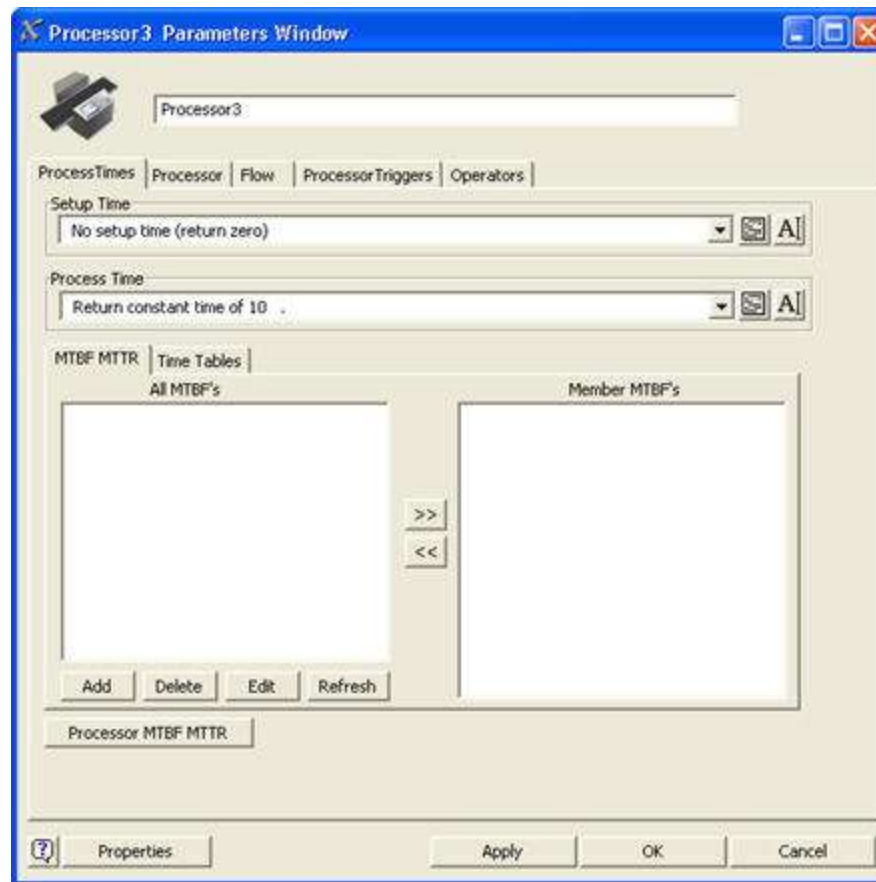 Processor3 Parameters Window
Processor3
ProcessTimes Processor Flow ProcessorTriggers Operators
Setup Time
No setup time (return zero)
A
Process Time
Return constant time of 10 .
A
MTBF MTTR Time Tables
All MTBF's Member MTBF's
>>
<<
Add Delete Edit Refresh
Processor MTBF MTTR
? Properties Apply OK Cancel